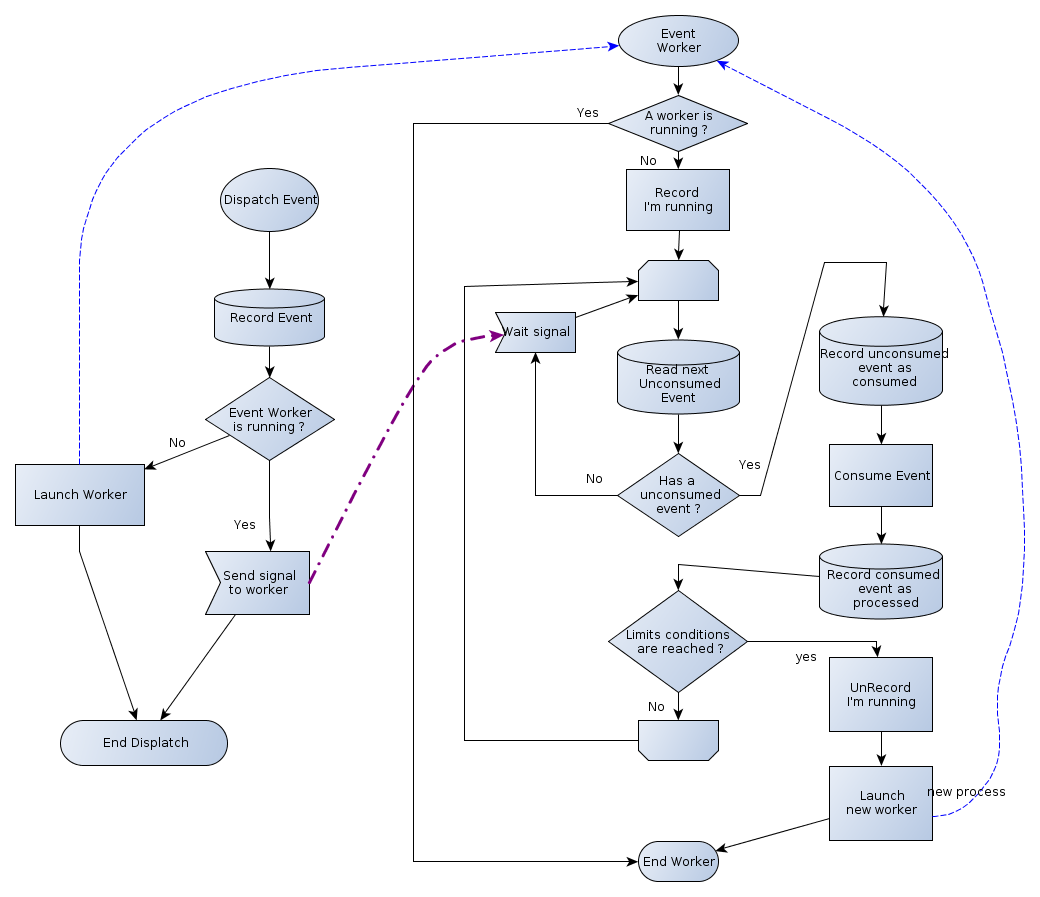 Event
Worker
Yes
A worker is
running ?
No
Record
I'm running
Dispatch Event
Record Event
Wait signal
Read next
Unconsumed
Event
Record unconsumed
event as
consumed
Event Worker
is running ?
No
Launch Worker
Yes
Send signal
to worker
End Displatch
No
Has a
unconsumed
event ?
Yes
Consume Event
Record consumed
event as
processed
Limits conditions
are reached ?
yes
No
UnRecord
I'm running
Launch
new worker
new process
End Worker